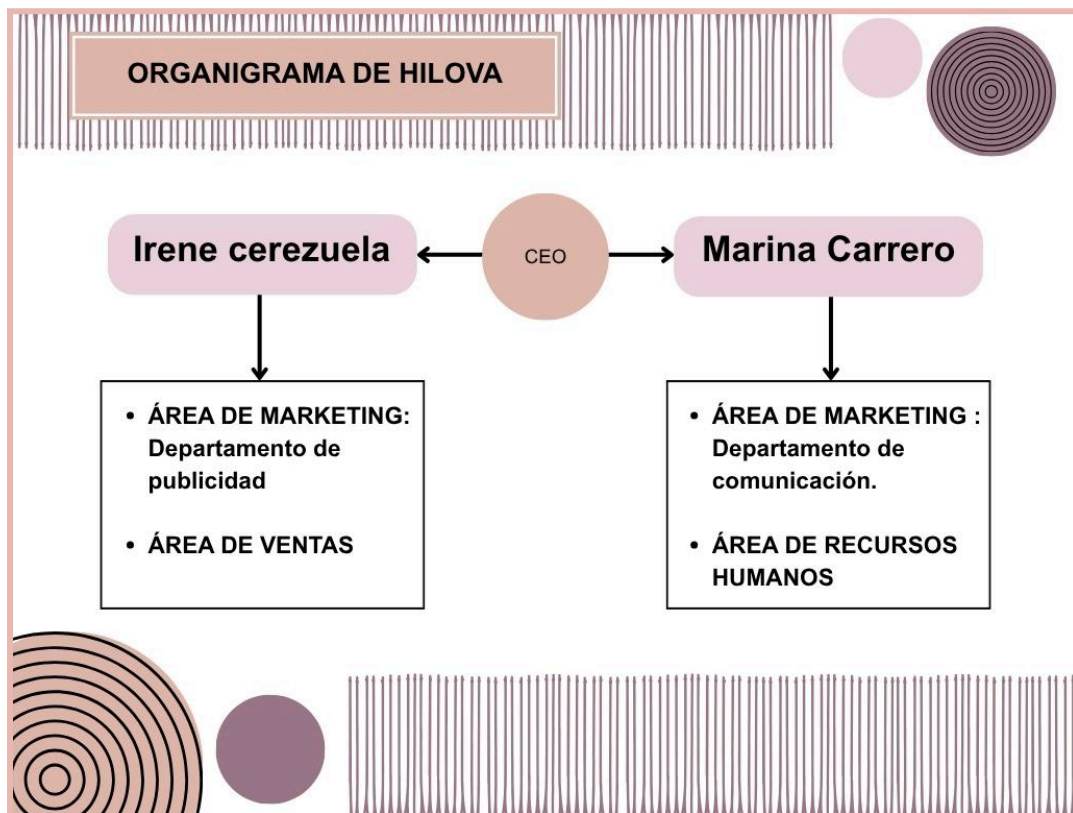 ORGANIGRAMA DE HILOVA
Irene cerezuela
CEO
Marina Carrero
• ÁREA DE MARKETING:
Departamento de
publicidad
• ÁREA DE VENTAS
• ÁREA DE MARKETING :
Departamento de
comunicación.
• ÁREA DE RECURSOS
HUMANOS